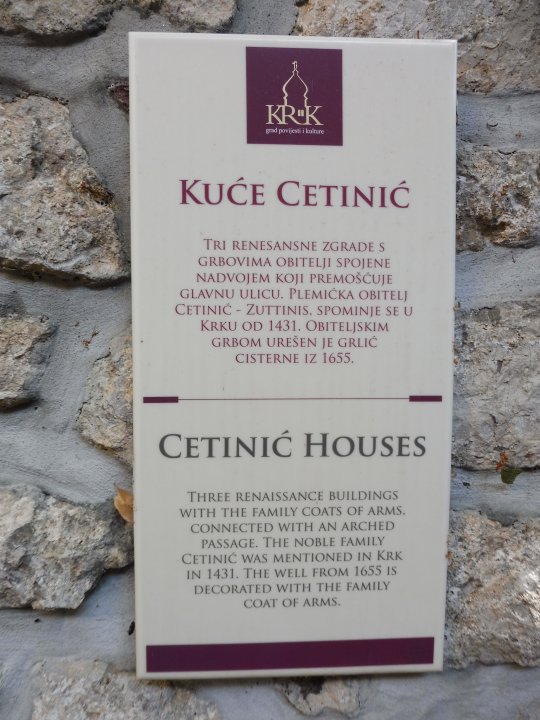 KRK
grad povijesti i kulture
KUĆE CETINIĆ
TRI RENESANSNE ZGRADE S
GRBOVIMA OBITELJI SPOJENE
NADVOJEM KOJI PREMOŠĆUJE
GLAVNU ULICU. PLEMIĆKA OBITELJ
CETINIĆ - ZUTTINIS, SPOMINJE SE U
KRKU OD 1431. OBITELJSKIM
GRBOM UREŠEN JE GRLIĆ
CISTERNE IZ 1655.
CETINIĆ HOUSES
THREE RENAISSANCE BUILDINGS
WITH THE FAMILY COATS OF ARMS.
CONNECTED WITH AN ARCHED
PASSAGE. THE NOBLE FAMILY
CETINIĆ WAS MENTIONED IN KRK
IN 1431. THE WELL FROM 1655 IS
DECORATED WITH THE FAMILY
COAT OF ARMS.